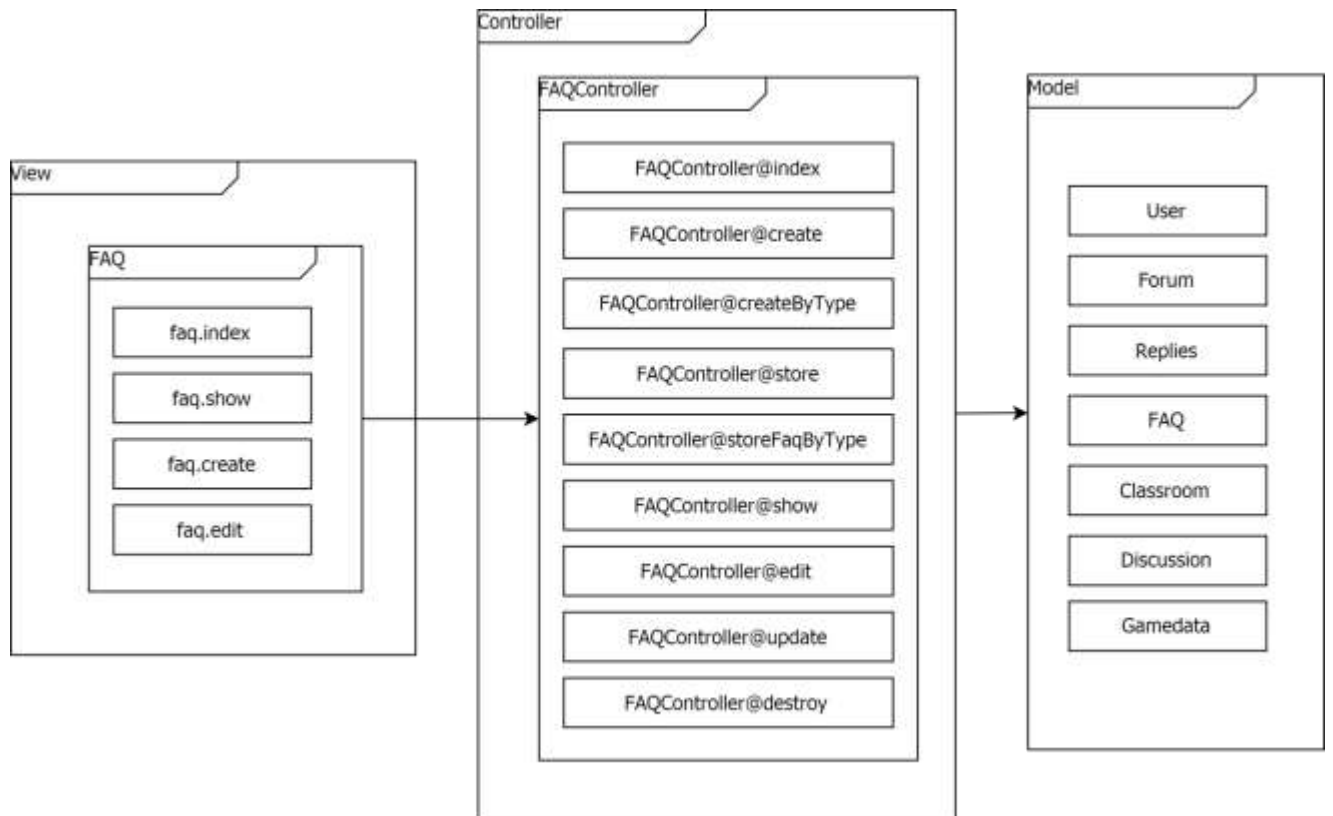 View
FAQ
faq.index
faq.show
faq.create
faq.edit
Controller
FAQController
FAQController@index
FAQController@create
FAQController@createByType
FAQController@store
FAQController@storeFaqByType
FAQController@show
FAQController@edit
FAQController@update
FAQController@destroy
Model
User
Forum
Replies
FAQ
Classroom
Discussion
Gamedata